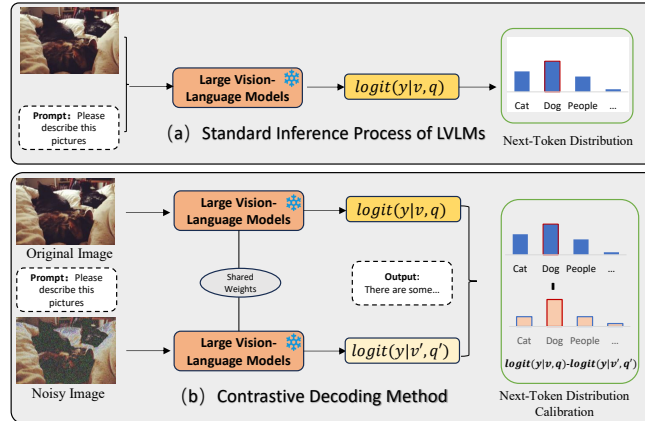 Large Vision-
Language Models
logit(y|v, q)
Prompt: Please
describe this
pictures
Cat Dog People ...
(a) Standard Inference Process of LVLMs
Next-Token Distribution
Large Vision-
Language Models
logit(y|v, q)
Original Image
Prompt: Please
describe this
pictures
Shared
Weights
Output:
There are some...
Cat Dog People ...
-
Large Vision-
Language Models
logit(y|v', q')
Cat Dog People ...
logit(y|v, q)-logit(y|v', q')
Noisy Image
(b) Contrastive Decoding Method
Next-Token Distribution
Calibration